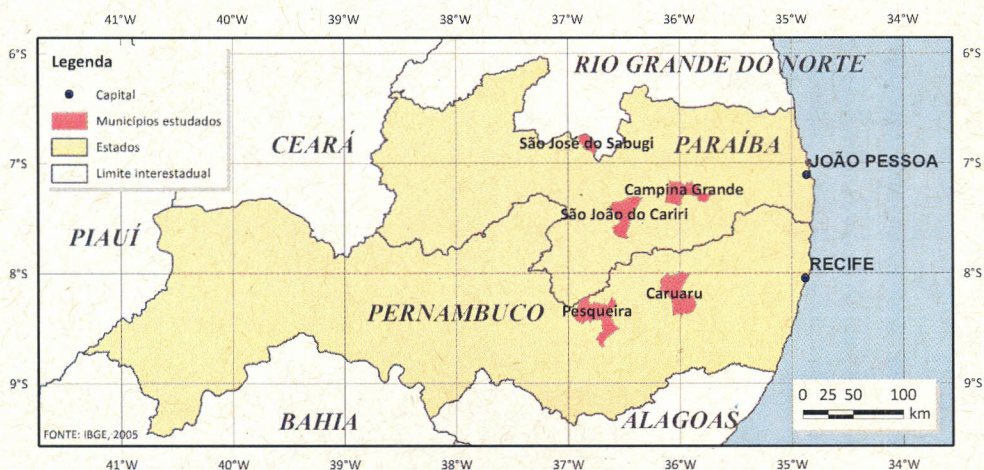 41°W 40°W 39°W 38°W 37°W 36°W 35°W 34°W
6°S 6°S
Legenda
Capital
Municípios estudados
Estados
Limite interestadual
RIO GRANDE DO NORTE
CEARÁ
São José do Sabugi
PARAÍBA
7°S 7°S
JOÃO PESSOA
Campina Grande
São João do Cariri
PIAUÍ
8°S 8°S
RECIFE
Caruaru
Pesqueira
PERNAMBUCO
9°S 9°S
0 25 50 100
km
BAHIA
ALAGOAS
FONTE: IBGE, 2005
41°W 40°W 39°W 38°W 37°W 36°W 35°W 34°W